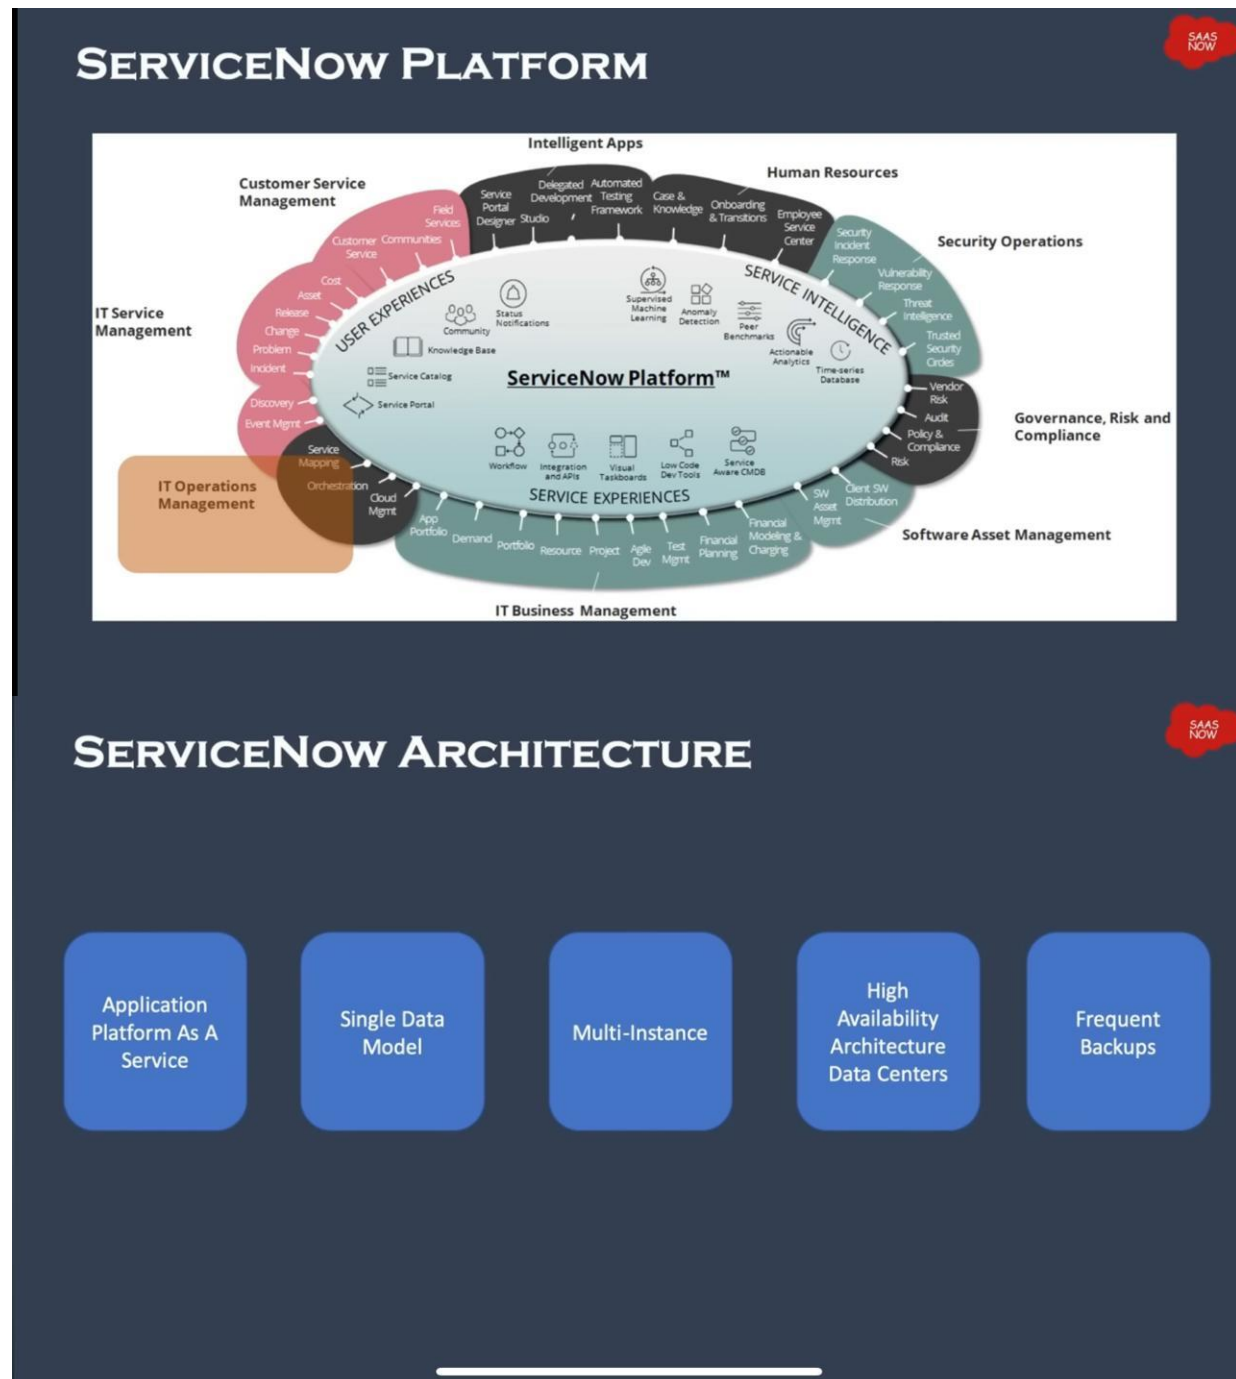 SERVICENOW PLATFORM
SAAS
NOW
Intelligent Apps
Customer Service
Management
Human Resources
Security Operations
IT Service
Management
Governance, Risk and
Compliance
IT Operations
Management
Software Asset Management
IT Business Management
Field
Services
Communities
Customer
Service
Cost
Asset
Release
Change
Problem
Incident
Discovery
Event Mgmt
Service
Mapping
Orchestration
Cloud
Mgmt
Service
Portal
Designer
Studio
Delegated
Development
Automated
Testing
Framework
Case &
Knowledge
Onboarding
& Transitions
Employee
Service
Center
Security
Incident
Response
Vulnerability
Response
Threat
Intelligence
Trusted
Security
Circles
Vendor
Risk
Audit
Policy &
Compliance
Risk
Client SW
Distribution
SW
Asset
Mgmt
App
Portfolio
Demand
Portfolio
Resource
Project
Agile
Dev
Test
Mgmt
Financial
Planning
Financial
Modeling &
Charging
USER EXPERIENCES
SERVICE INTELLIGENCE
Status
Notifications
Community
Knowledge Base
Service Catalog
Service Portal
Supervised
Machine
Learning
Anomaly
Detection
Peer
Benchmarks
Actionable
Analytics
Time-series
Database
ServiceNow Platform™
Workflow
Integration
and APIs
Visual
Taskboards
Low Code
Dev Tools
Service
Aware CMDB
SERVICE EXPERIENCES
SERVICENOW ARCHITECTURE
SAAS
NOW
Application
Platform As A
Service
Single Data
Model
Multi-Instance
High
Availability
Architecture
Data Centers
Frequent
Backups